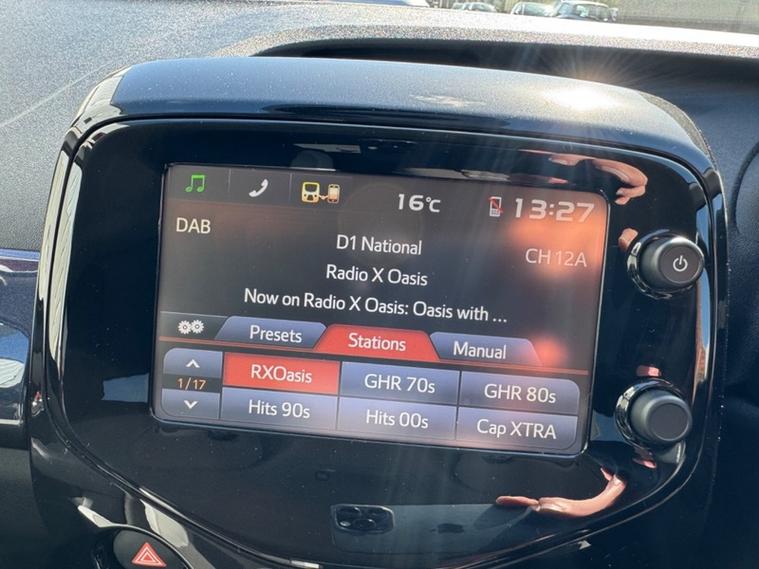 16°C
13:27
DAB
D1 National
CH 12A
Radio X Oasis
Now on Radio X Oasis: Oasis with ...
Presets
Stations
Manual
1/17
RXOasis
GHR 70s
GHR 80s
Hits 90s
Hits 00s
Cap XTRA